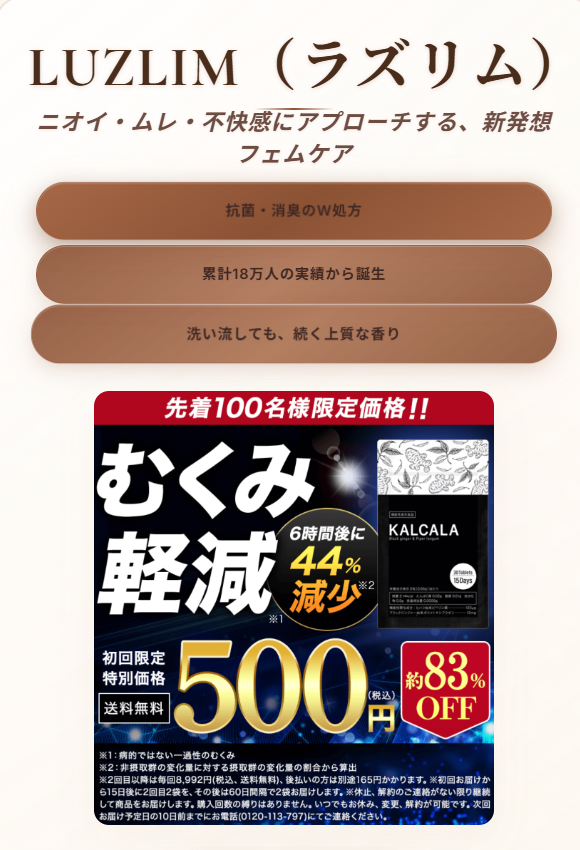 LUZLIM（ラズリム）
ニオイ・ムレ・不快感にアプローチする、新発想
フェムケア
抗菌・消臭のW処方
累計18万人の実績から誕生
洗い流しても、続く上質な香り
先着100名様限定価格!!
むくみ
軽減※1
6時間後に
44%
減少※2
KALCALA
Black ginger & Piper longum
15Days
初回限定
特別価格
送料無料
500円(税込)
約83%
OFF
※1：病的ではない一過性のむくみ
※2：非摂取群の変化量に対する摂取群の変化量の割合から算出
※2回目以降は毎回8,992円(税込、送料無料)、後払いの方は別途165円かかります。※初回お届けか
ら15日後に2回目2袋を、その後は60日間隔で2袋お届けします。※休止、解約のご連絡がない限り継続
して商品をお届けします。購入回数の縛りはありません。いつでもお休み、変更、解約が可能です。次回
お届け予定日の10日前までにお電話(0120-113-797)にてご連絡ください。